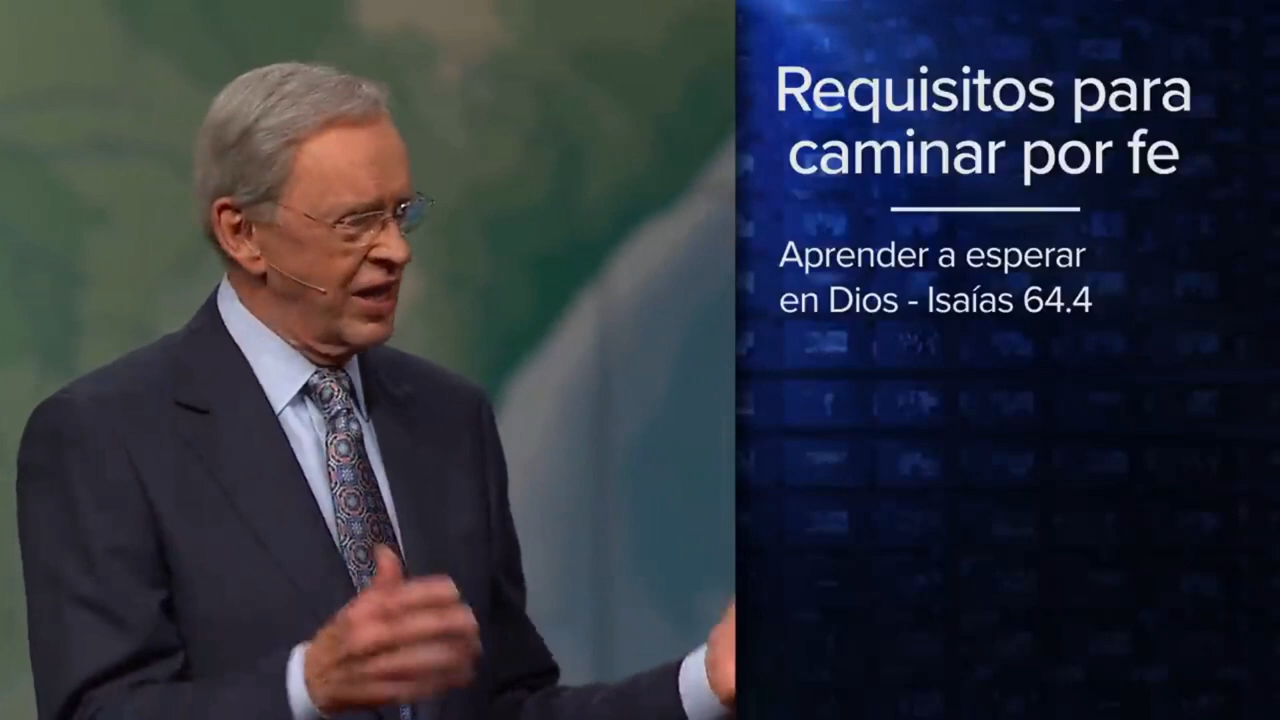 Requisitos para
caminar por fe
Aprender a esperar
en Dios - Isaías 64.4